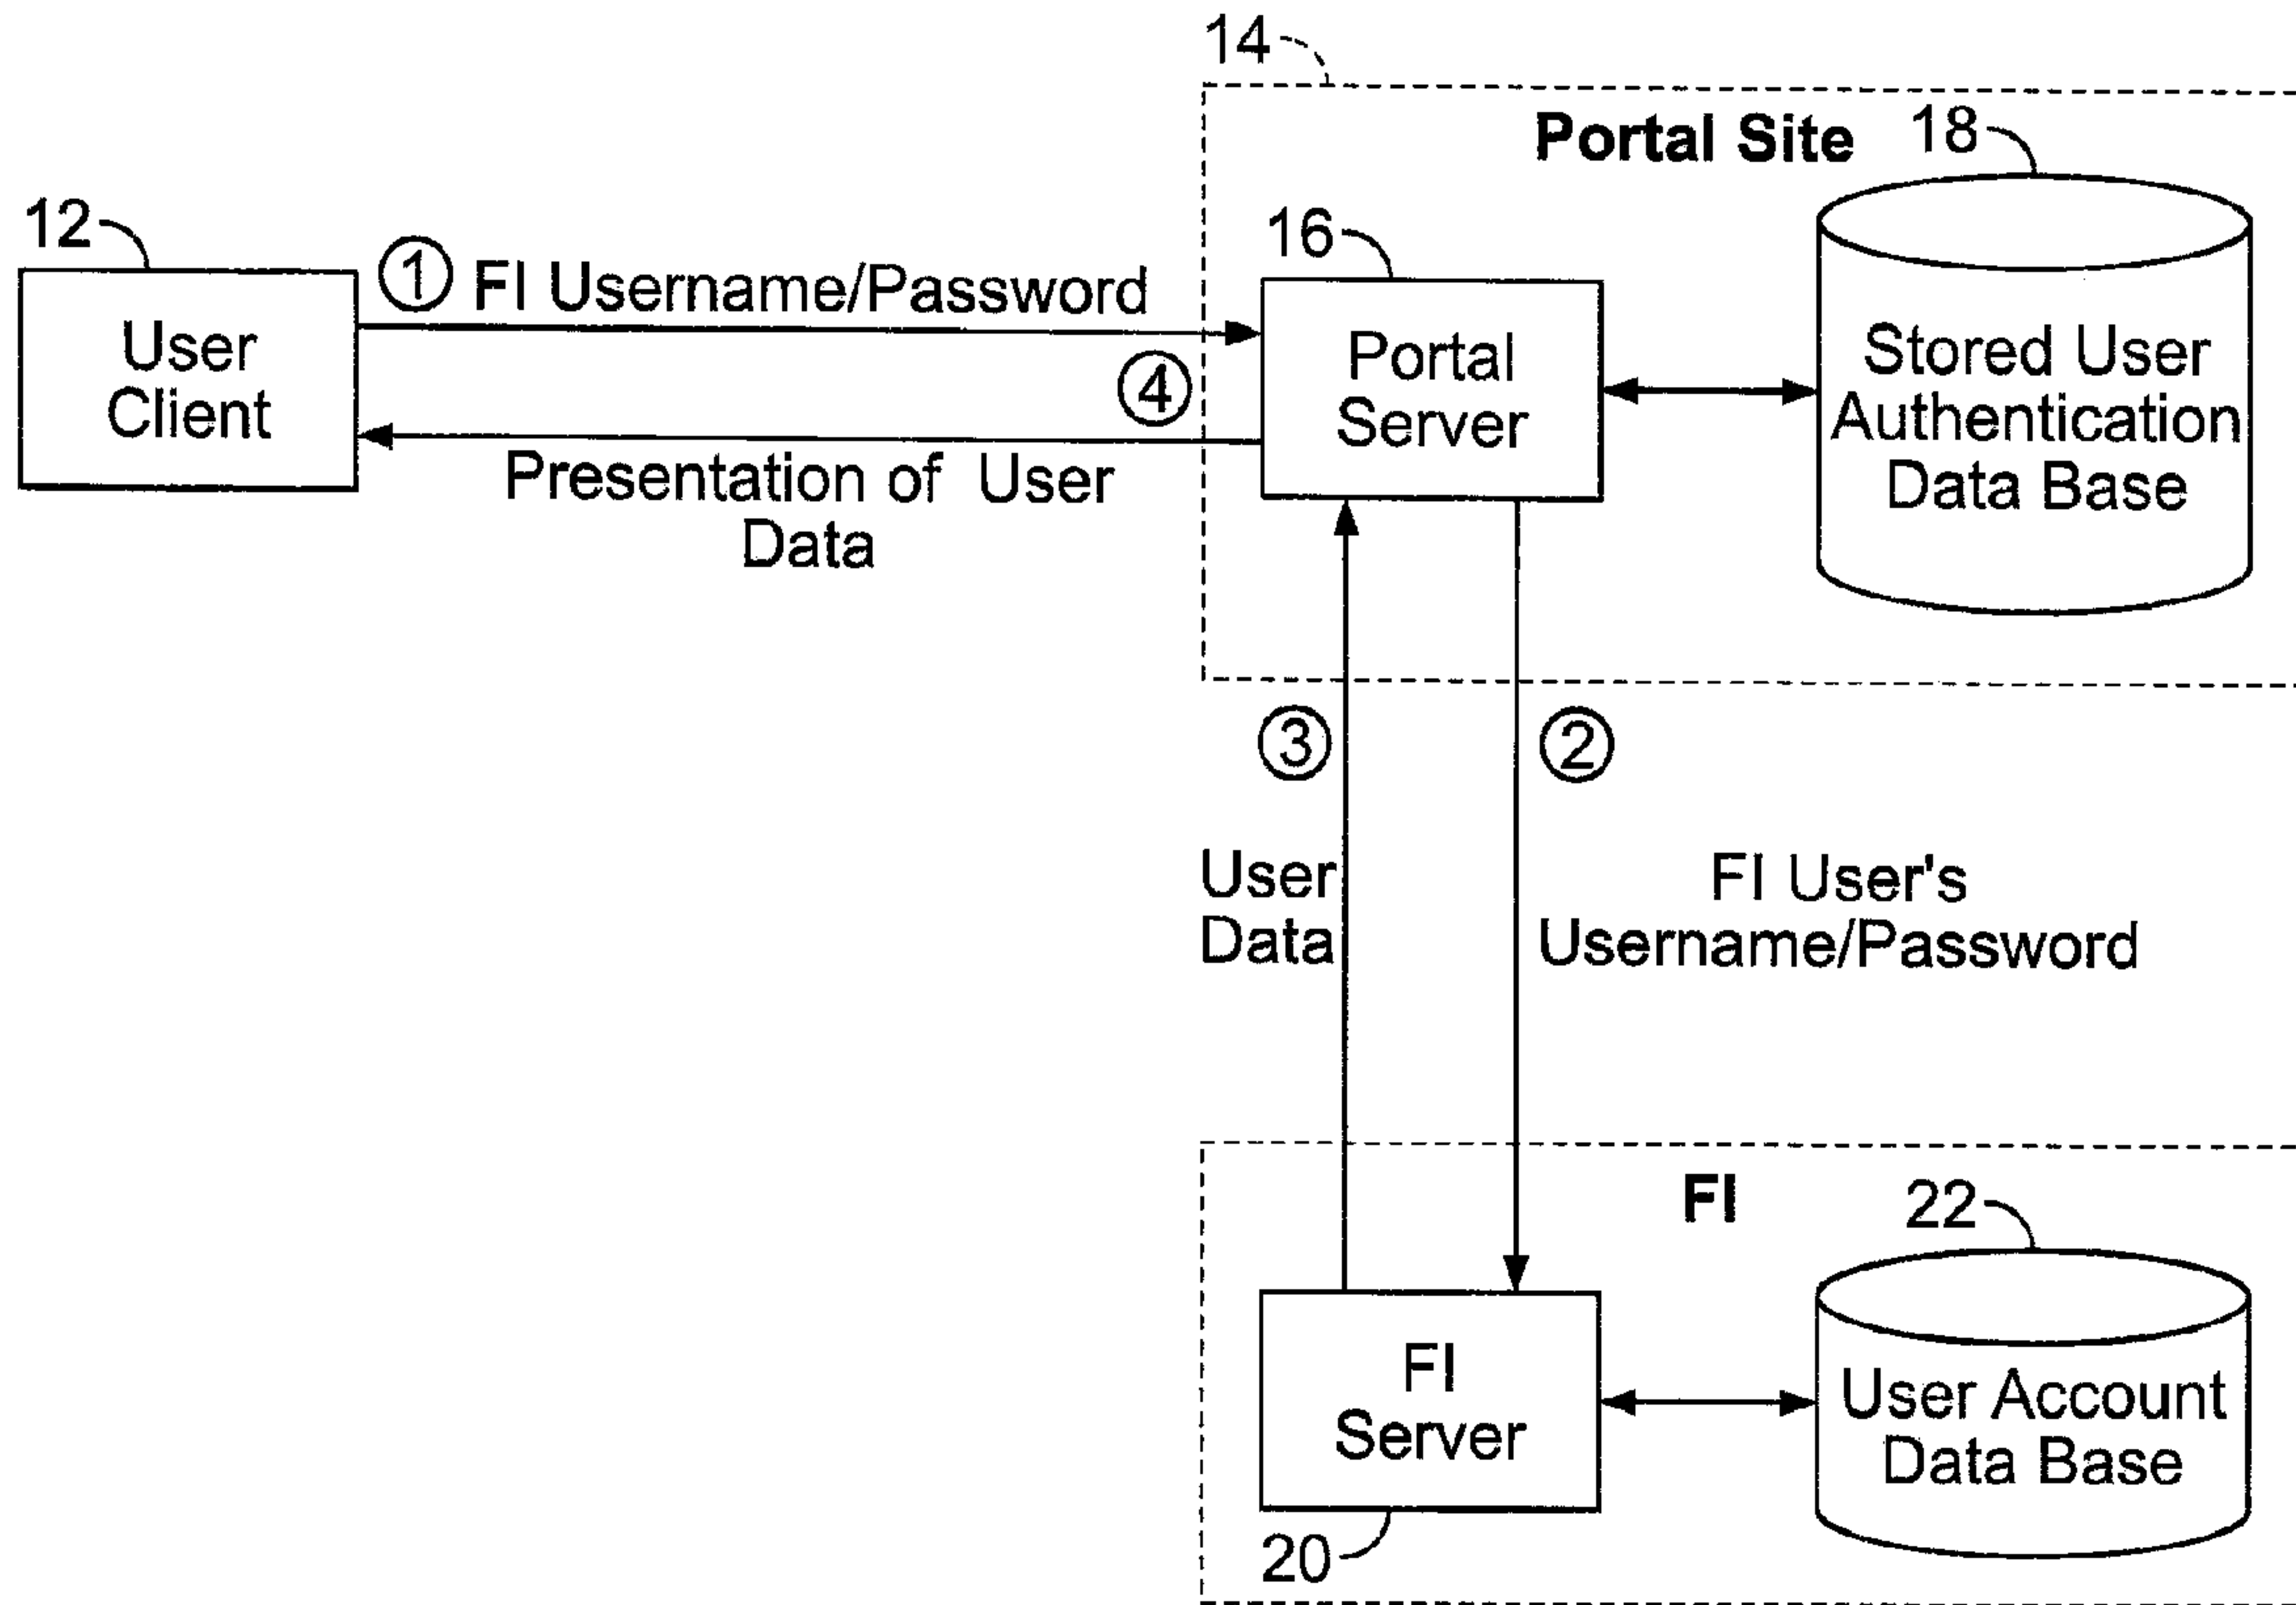 14
Portal Site
18
12
16
① FI Username/Password
User
Client
④
Portal
Server
Stored User
Authentication
Data Base
Presentation of User
Data
③
②
User
Data
FI User's
Username/Password
FI
22
FI
Server
User Account
Data Base
20